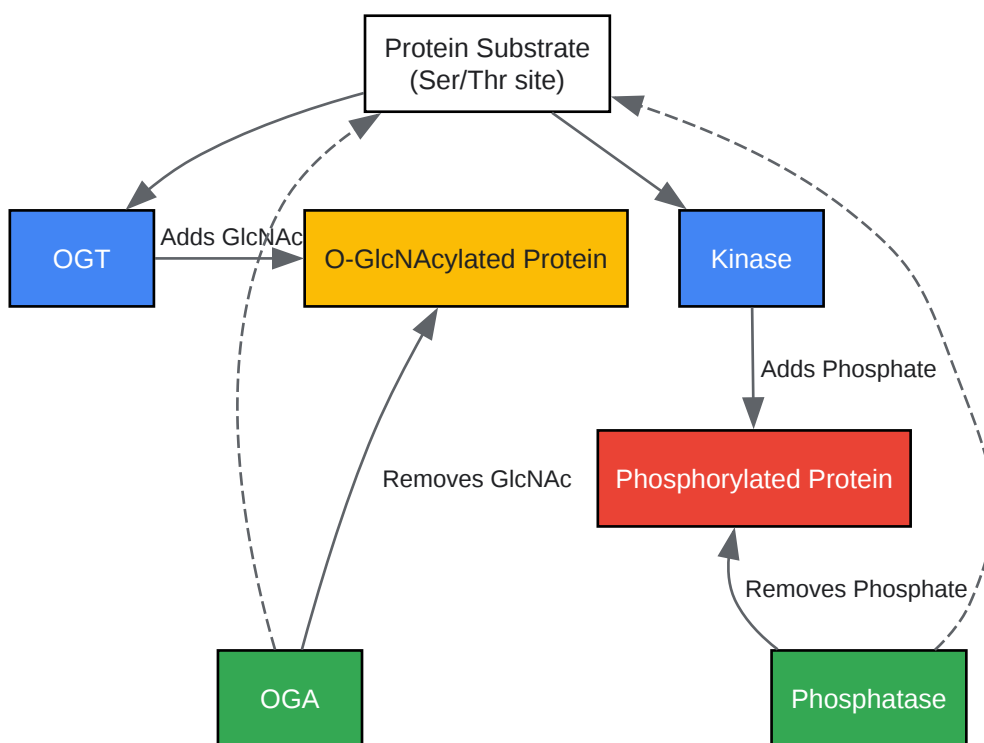 Protein Substrate
(Ser/Thr site)
OGT
Adds GlcNAc
O-GlcNAcylated Protein
Kinase
Adds Phosphate
Removes GlcNAc
Phosphorylated Protein
Removes Phosphate
OGA
Phosphatase